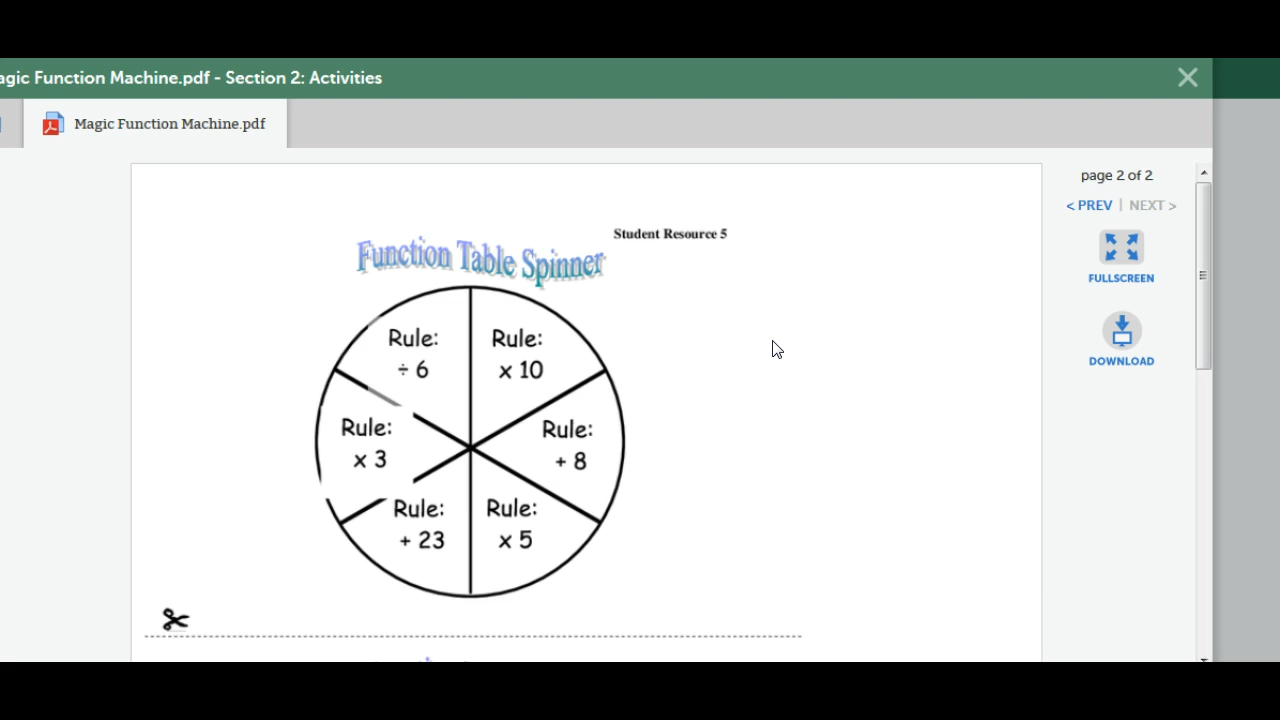 agic Function Machine.pdf - Section 2: Activities
Magic Function Machine.pdf
page 2 of 2
< PREV | NEXT >
FULLSCREEN
DOWNLOAD
Student Resource 5
Function Table Spinner
Rule:
÷ 6
Rule:
x 10
Rule:
x 3
Rule:
+ 8
Rule:
+ 23
Rule:
x 5